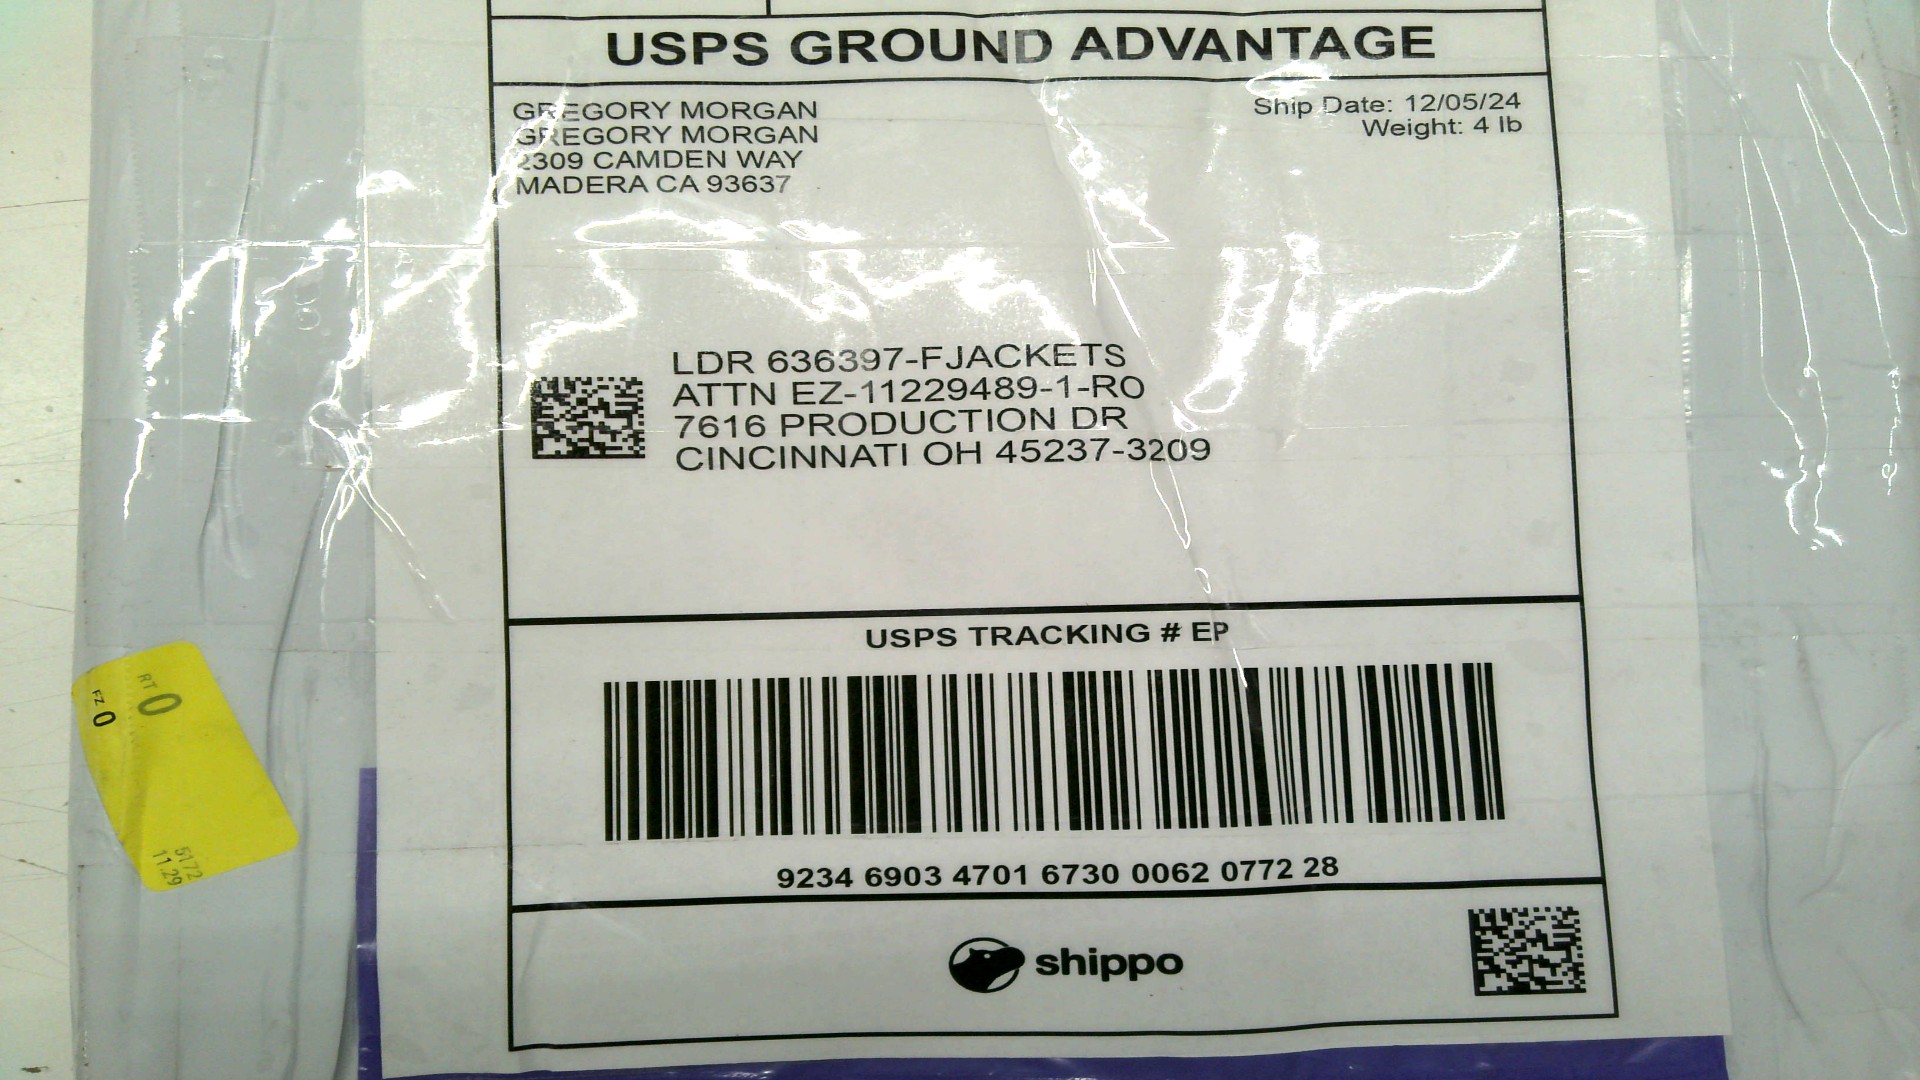 USPS GROUND ADVANTAGE
GREGORY MORGAN
GREGORY MORGAN
2309 CAMDEN WAY
MADERA CA 93637
Ship Date: 12/05/24
Weight: 4 lb
LDR 636397-FJACKETS
ATTN EZ-11229489-1-RO
7616 PRODUCTION DR
CINCINNATI OH 45237-3209
USPS TRACKING # EP
9234 6903 4701 6730 0062 0772 28
shippo
RT 0
FZ 0
5172
11.29